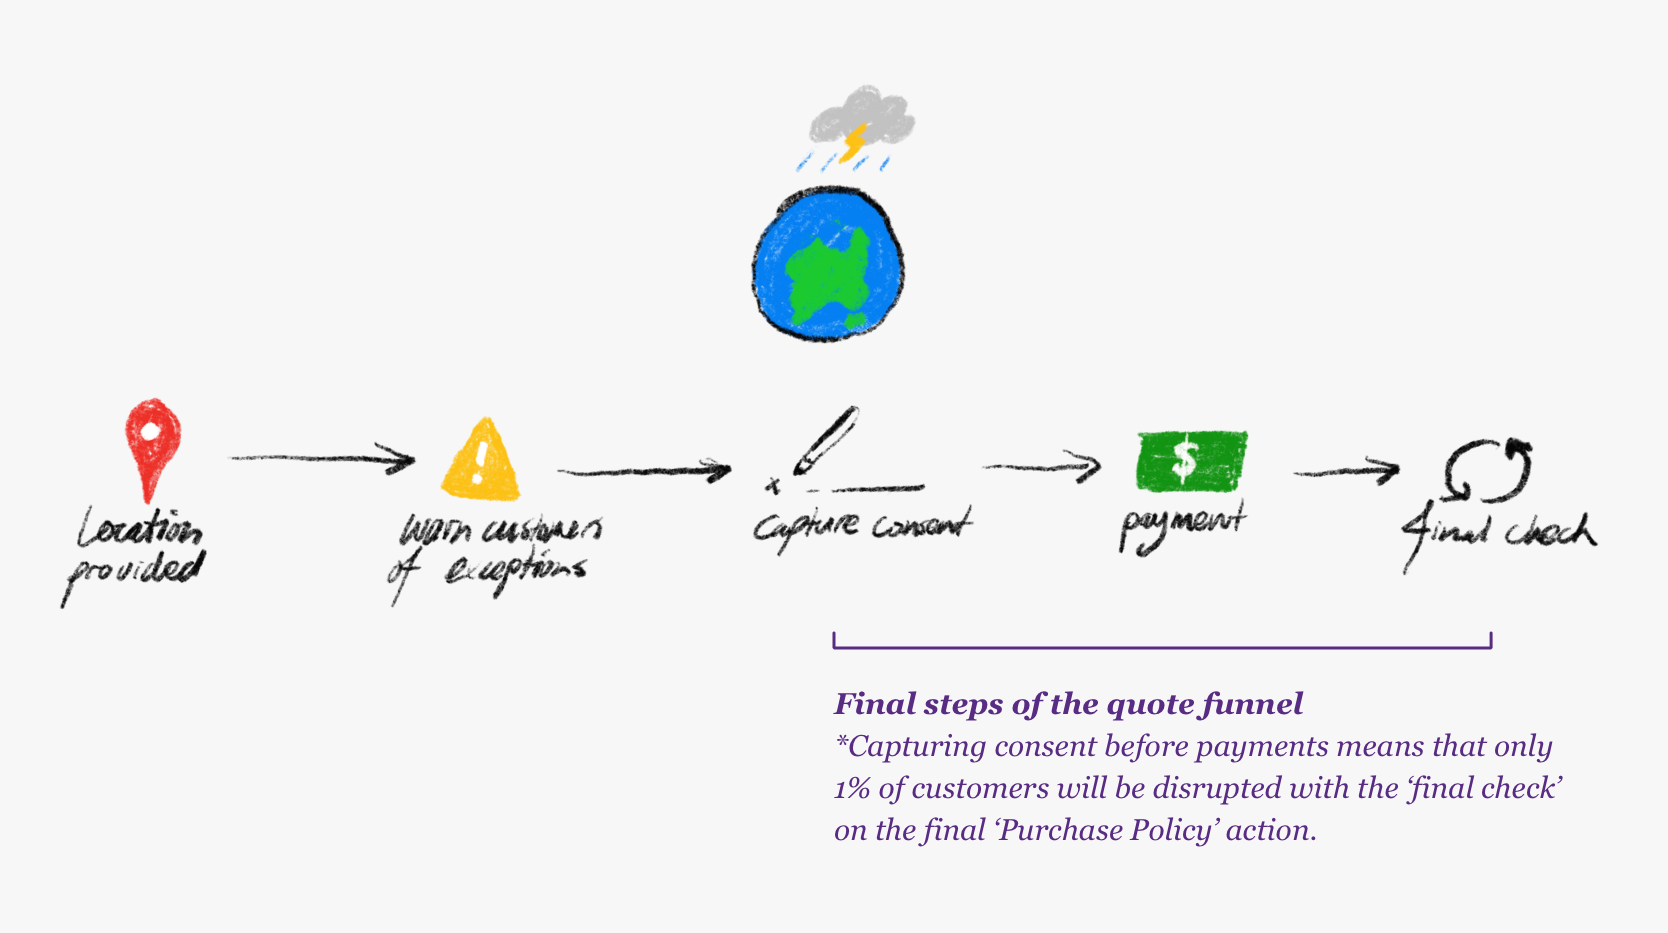 Location
provided
warn customers
of exceptions
x
capture consent
$
payment
final check
Final steps of the quote funnel
*Capturing consent before payments means that only
1% of customers will be disrupted with the ‘final check’
on the final ‘Purchase Policy’ action.